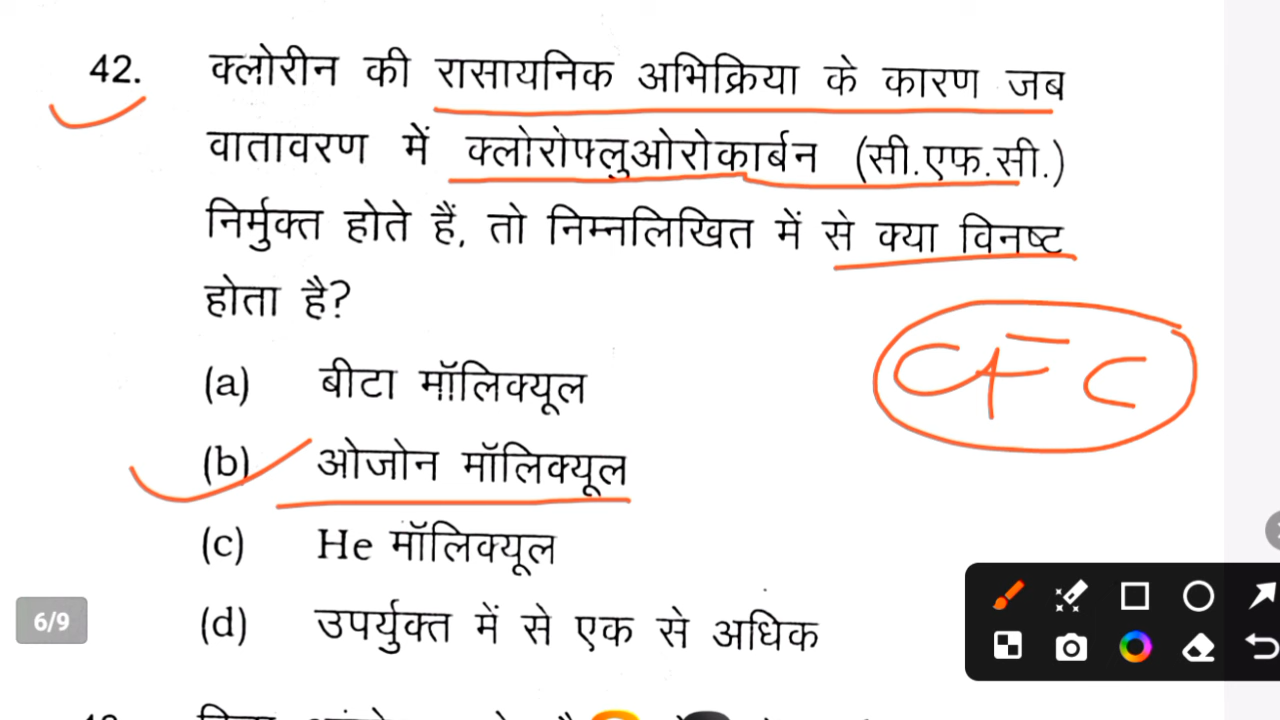 42. क्लोरीन की रासायनिक अभिक्रिया के कारण जब
वातावरण में क्लोरोफ्लुओरोकार्बन (सी.एफ.सी.)
निर्मुक्त होते हैं, तो निम्नलिखित में से क्या विनष्ट
होता है?
CFC
(a) बीटा मॉलिक्यूल
(b) ओजोन मॉलिक्यूल
(c) He मॉलिक्यूल
(d) उपर्युक्त में से एक से अधिक
6/9